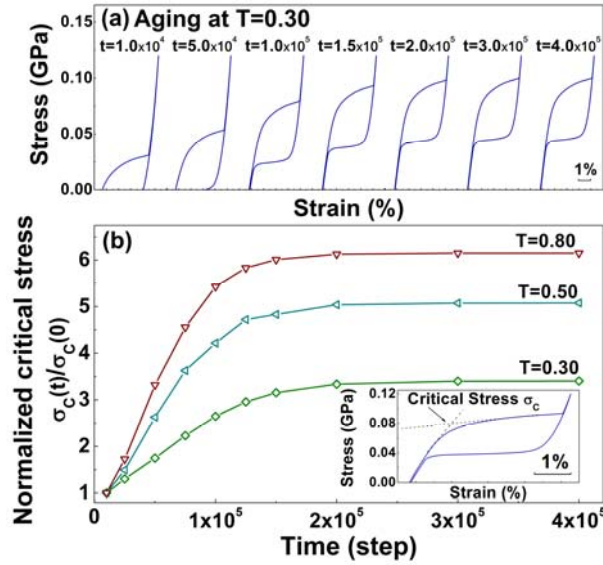 (a) Aging at T=0.30
t=1.0x10⁴ t=5.0x10⁴ t=1.0x10⁵ t=1.5x10⁵ t=2.0x10⁵ t=3.0x10⁵ t=4.0x10⁵
0.15
0.10
0.05
0.00
Stress (GPa)
1%
Strain (%)
(b)
6
5
4
3
2
1
Normalized critical stress
σC(t)/σC(0)
T=0.80
T=0.50
T=0.30
0.12
0.08
0.04
0.00
Stress (GPa)
Critical Stress σC
1%
Strain (%)
0 1x10⁵ 2x10⁵ 3x10⁵ 4x10⁵
Time (step)